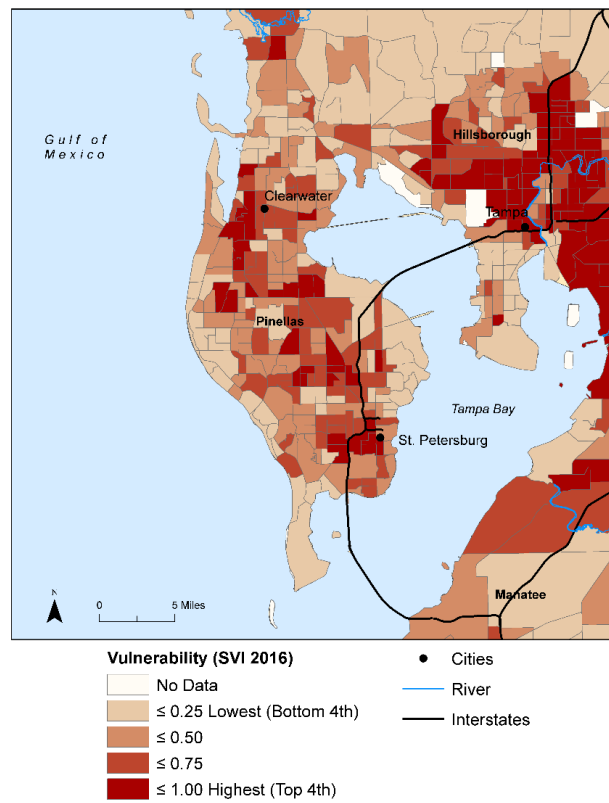 Gulf of
Mexico
Hillsborough
Clearwater
Tampa
Pinellas
Tampa Bay
St. Petersburg
N
0 5 Miles
Manatee
Vulnerability (SVI 2016)
No Data
≤ 0.25 Lowest (Bottom 4th)
≤ 0.50
≤ 0.75
≤ 1.00 Highest (Top 4th)
Cities
River
Interstates